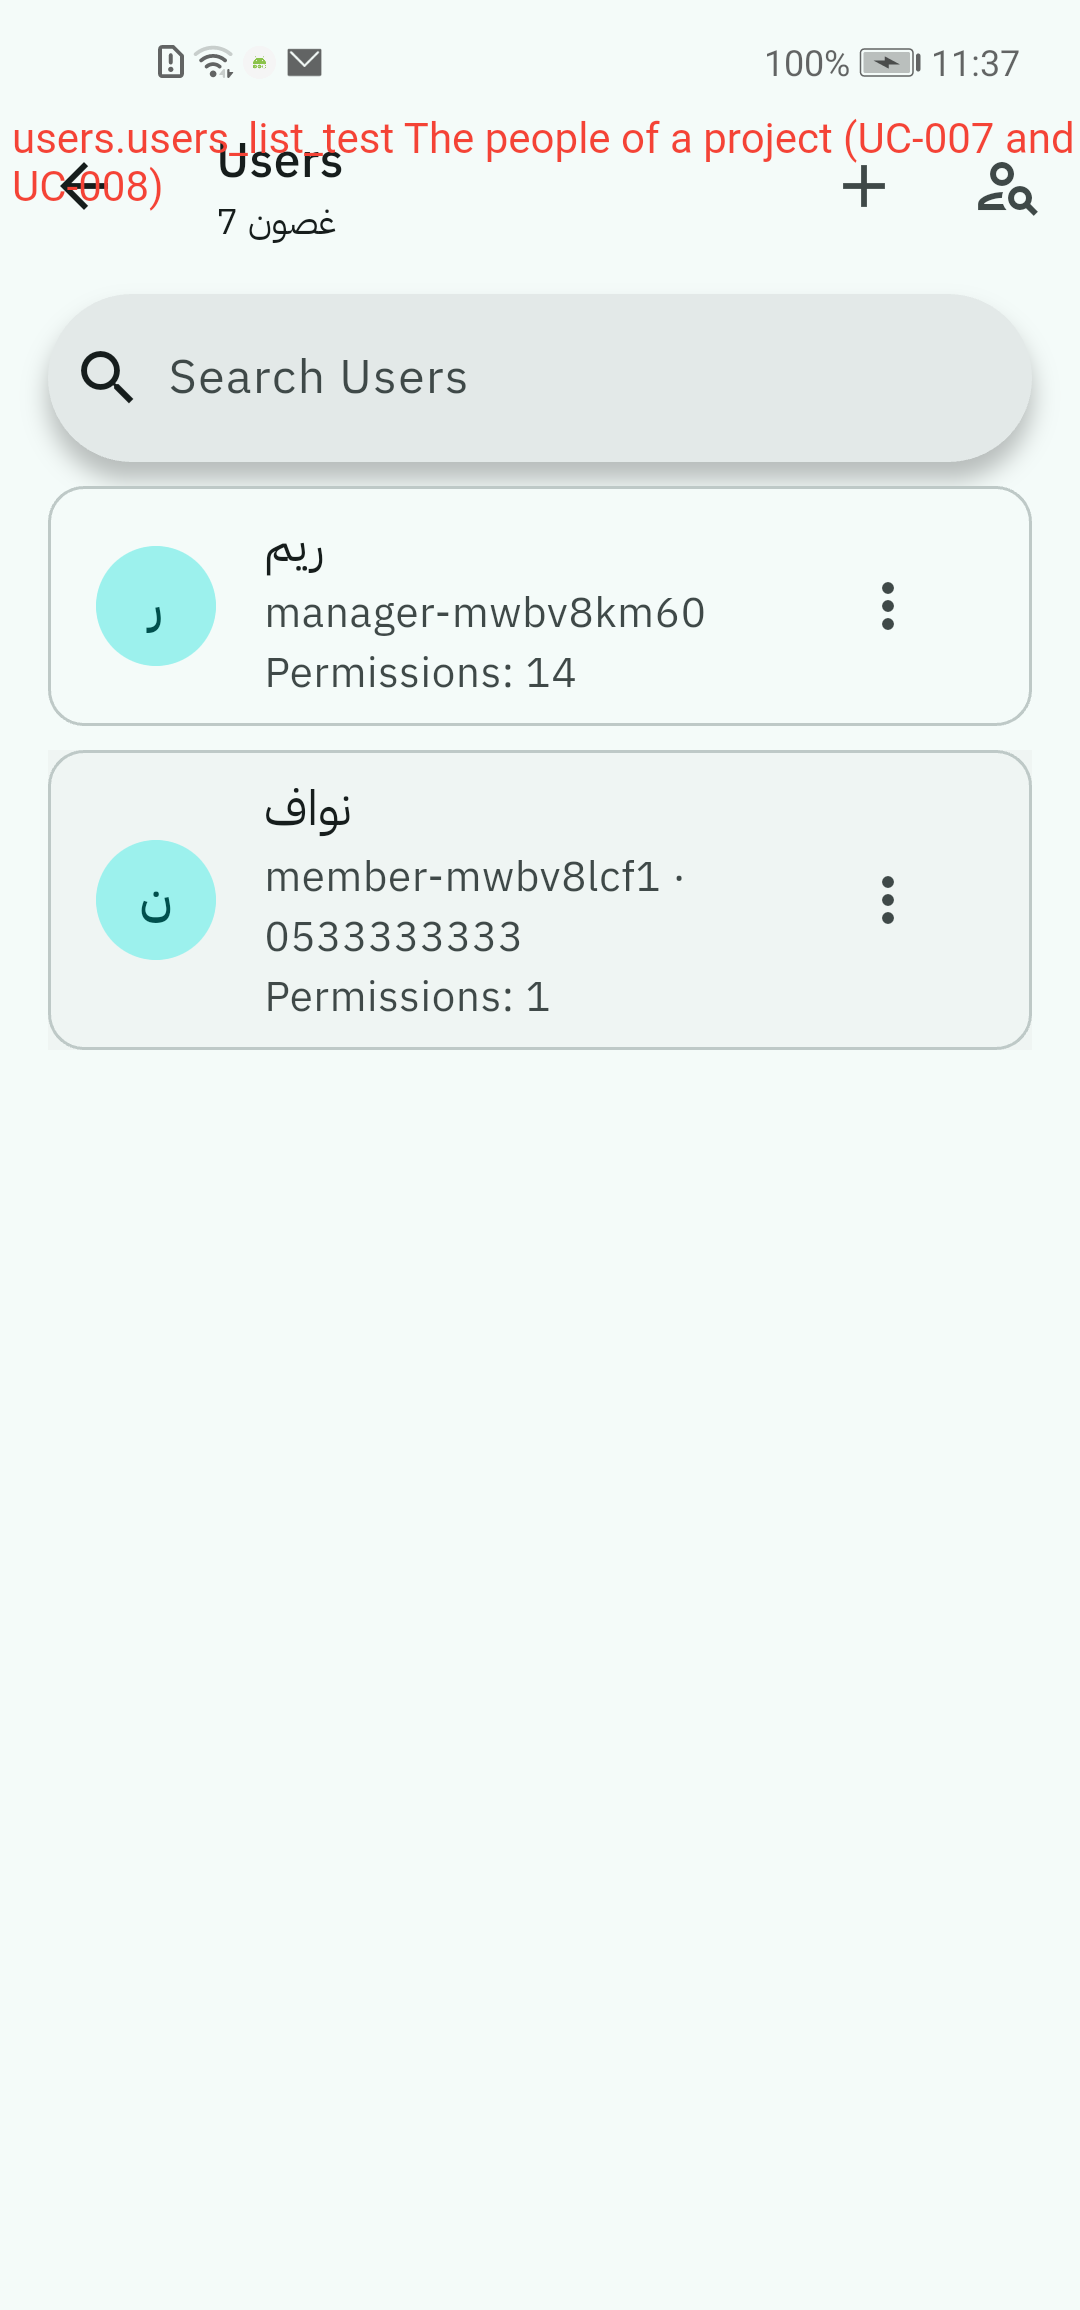 100% 11:37
users.users_list_test The people of a project (UC-007 and
UC-008)
Users
غصون 7
Search Users
ر
ريم
manager-mwbv8km60
Permissions: 14
ن
نواف
member-mwbv8lcf1 ·
0533333333
Permissions: 1